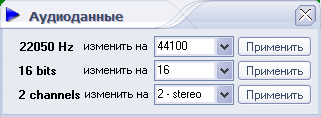 Аудиоданные
22050 Hz изменить на 44100 Применить
16 bits изменить на 16 Применить
2 channels изменить на 2 - stereo Применить